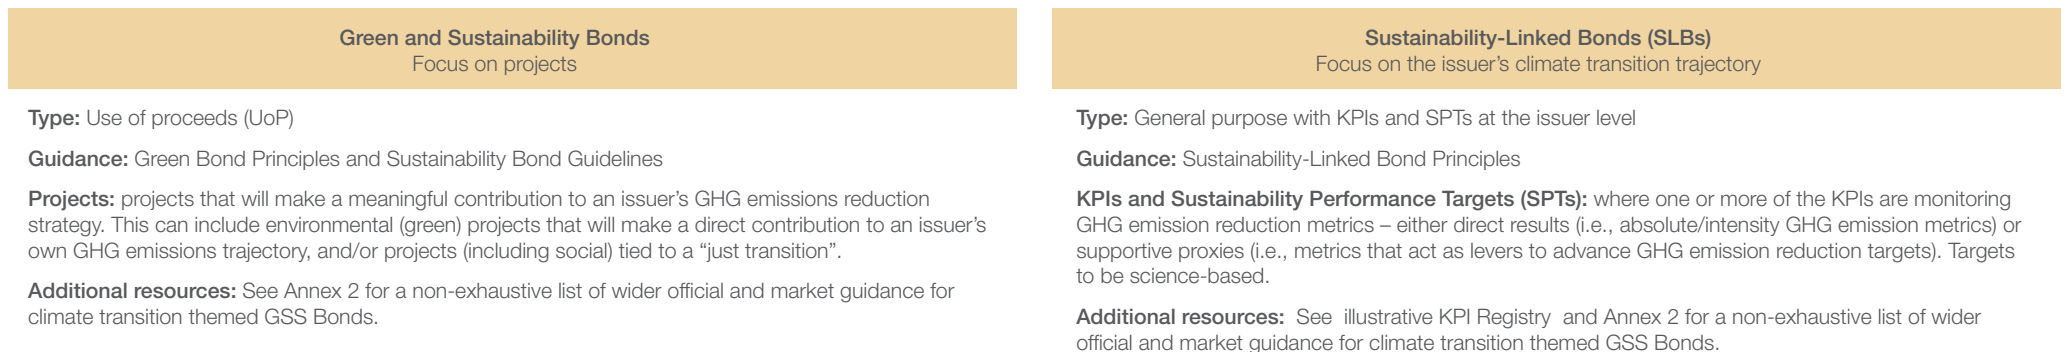 Green and Sustainability Bonds
Focus on projects
Type: Use of proceeds (UoP)
Guidance: Green Bond Principles and Sustainability Bond Guidelines
Projects: projects that will make a meaningful contribution to an issuer's GHG emissions reduction
strategy. This can include environmental (green) projects that will make a direct contribution to an issuer's
own GHG emissions trajectory, and/or projects (including social) tied to a “just transition”.
Additional resources: See Annex 2 for a non-exhaustive list of wider official and market guidance for
climate transition themed GSS Bonds.
Sustainability-Linked Bonds (SLBs)
Focus on the issuer's climate transition trajectory
Type: General purpose with KPIs and SPTs at the issuer level
Guidance: Sustainability-Linked Bond Principles
KPIs and Sustainability Performance Targets (SPTs): where one or more of the KPIs are monitoring
GHG emission reduction metrics – either direct results (i.e., absolute/intensity GHG emission metrics) or
supportive proxies (i.e., metrics that act as levers to advance GHG emission reduction targets). Targets
to be science-based.
Additional resources: See illustrative KPI Registry and Annex 2 for a non-exhaustive list of wider
official and market guidance for climate transition themed GSS Bonds.